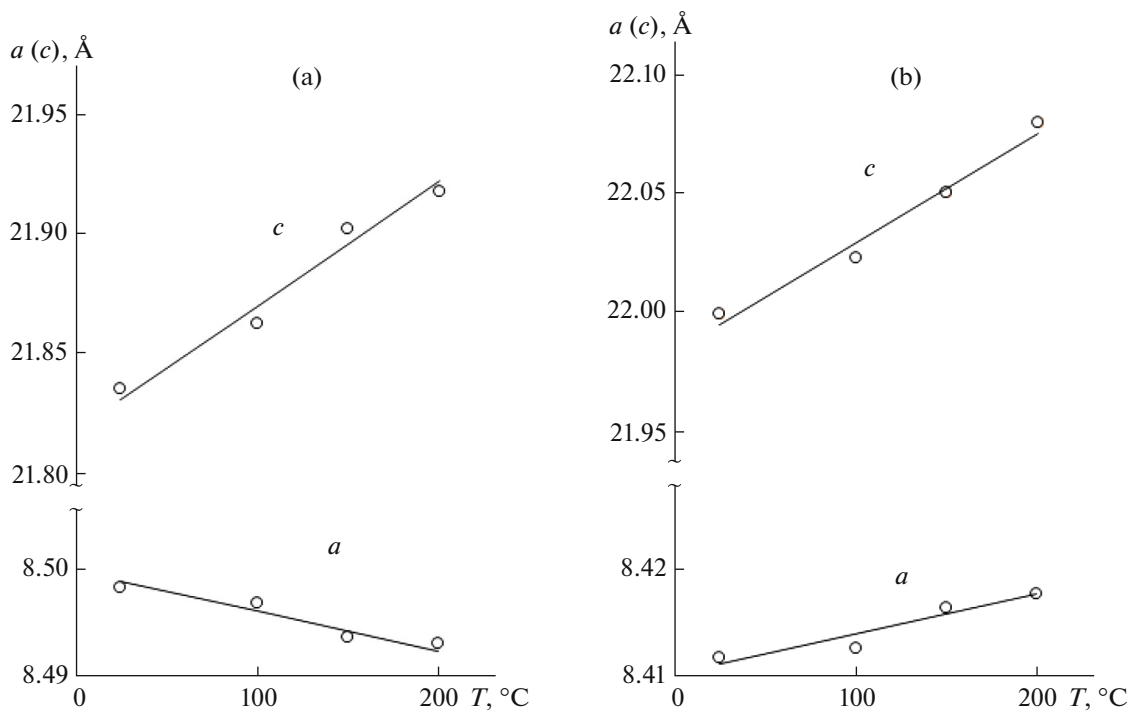 a (c), Å
(a)
21.95
c
21.90
21.85
21.80
~ ~
a
8.50
8.49
0 100 200 T, °C
a (c), Å
(b)
22.10
c
22.05
22.00
21.95
~ ~
8.42
a
8.41
0 100 200 T, °C